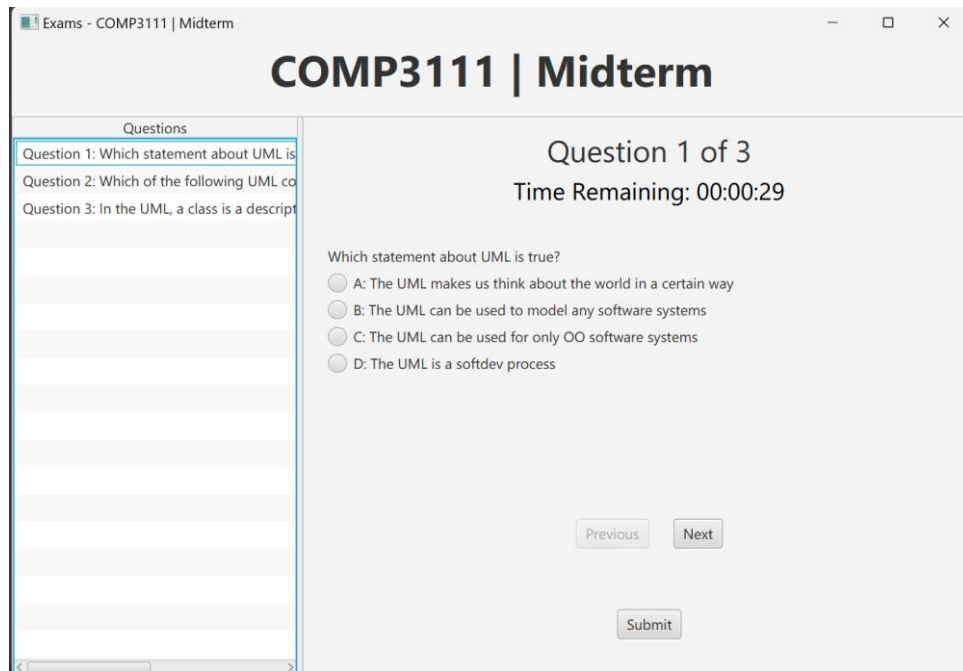 Exams - COMP3111 | Midterm
COMP3111 | Midterm
Questions
Question 1: Which statement about UML is
Question 2: Which of the following UML co
Question 3: In the UML, a class is a descript
Question 1 of 3
Time Remaining: 00:00:29
Which statement about UML is true?
A: The UML makes us think about the world in a certain way
B: The UML can be used to model any software systems
C: The UML can be used for only OO software systems
D: The UML is a softdev process
Previous
Next
Submit